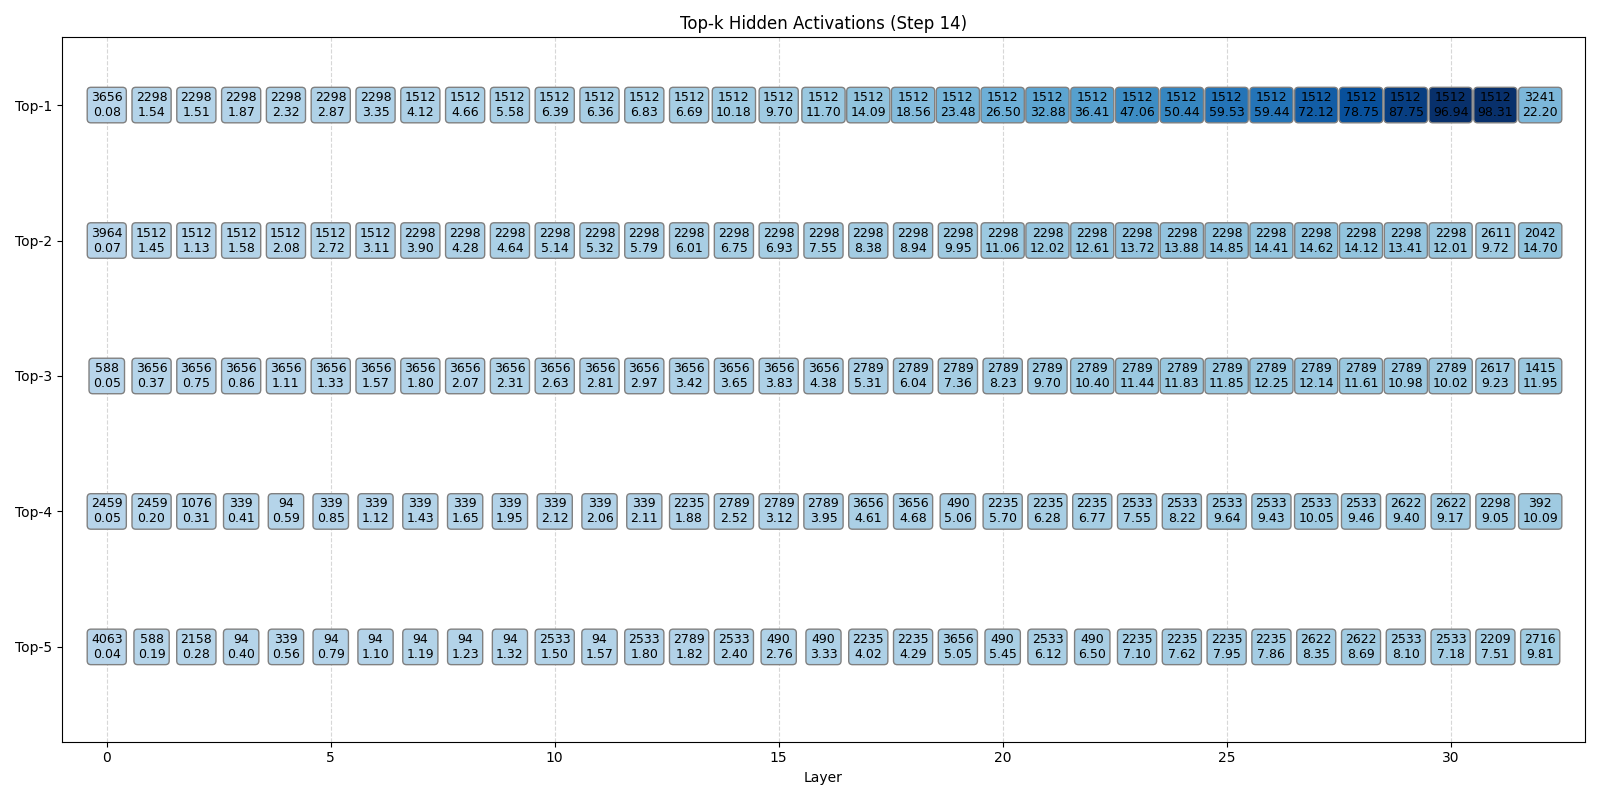 Top-k Hidden Activations (Step 14)
Top-1
3656 2298 2298 2298 2298 2298 2298 1512 1512 1512 1512 1512 1512 1512 1512 1512 1512 1512 1512 1512 1512 1512 1512 1512 1512 1512 1512 1512 1512 1512 1512 1512 3241
0.08 1.54 1.51 1.87 2.32 2.87 3.35 4.12 4.66 5.58 6.39 6.36 6.83 6.69 10.18 9.70 11.70 14.09 18.56 23.48 26.50 32.88 36.41 47.06 50.44 59.53 59.44 72.12 78.75 87.75 96.94 98.31 22.20
Top-2
3964 1512 1512 1512 1512 1512 1512 2298 2298 2298 2298 2298 2298 2298 2298 2298 2298 2298 2298 2298 2298 2298 2298 2298 2298 2298 2298 2298 2298 2298 2298 2611 2042
0.07 1.45 1.13 1.58 2.08 2.72 3.11 3.90 4.28 4.64 5.14 5.32 5.79 6.01 6.75 6.93 7.55 8.38 8.94 9.95 11.06 12.02 12.61 13.72 13.88 14.85 14.41 14.62 14.12 13.41 12.01 9.72 14.70
Top-3
588 3656 3656 3656 3656 3656 3656 3656 3656 3656 3656 3656 3656 3656 3656 3656 3656 2789 2789 2789 2789 2789 2789 2789 2789 2789 2789 2789 2789 2789 2789 2617 1415
0.05 0.37 0.75 0.86 1.11 1.33 1.57 1.80 2.07 2.31 2.63 2.81 2.97 3.42 3.65 3.83 4.38 5.31 6.04 7.36 8.23 9.70 10.40 11.44 11.83 11.85 12.25 12.14 11.61 10.98 10.02 9.23 11.95
Top-4
2459 2459 1076 339 94 339 339 339 339 339 339 339 339 2235 2789 2789 2789 3656 3656 490 2235 2235 2235 2533 2533 2533 2533 2533 2533 2622 2622 2298 392
0.05 0.20 0.31 0.41 0.59 0.85 1.12 1.43 1.65 1.95 2.12 2.06 2.11 1.88 2.52 3.12 3.95 4.61 4.68 5.06 5.70 6.28 6.77 7.55 8.22 9.64 9.43 10.05 9.46 9.40 9.17 9.05 10.09
Top-5
4063 588 2158 94 339 94 94 94 94 94 2533 94 2533 2789 2533 490 490 2235 2235 3656 490 2533 490 2235 2235 2235 2235 2622 2622 2533 2533 2209 2716
0.04 0.19 0.28 0.40 0.56 0.79 1.10 1.19 1.23 1.32 1.50 1.57 1.80 1.82 2.40 2.76 3.33 4.02 4.29 5.05 5.45 6.12 6.50 7.10 7.62 7.95 7.86 8.35 8.69 8.10 7.18 7.51 9.81
0 5 10 15 20 25 30
Layer